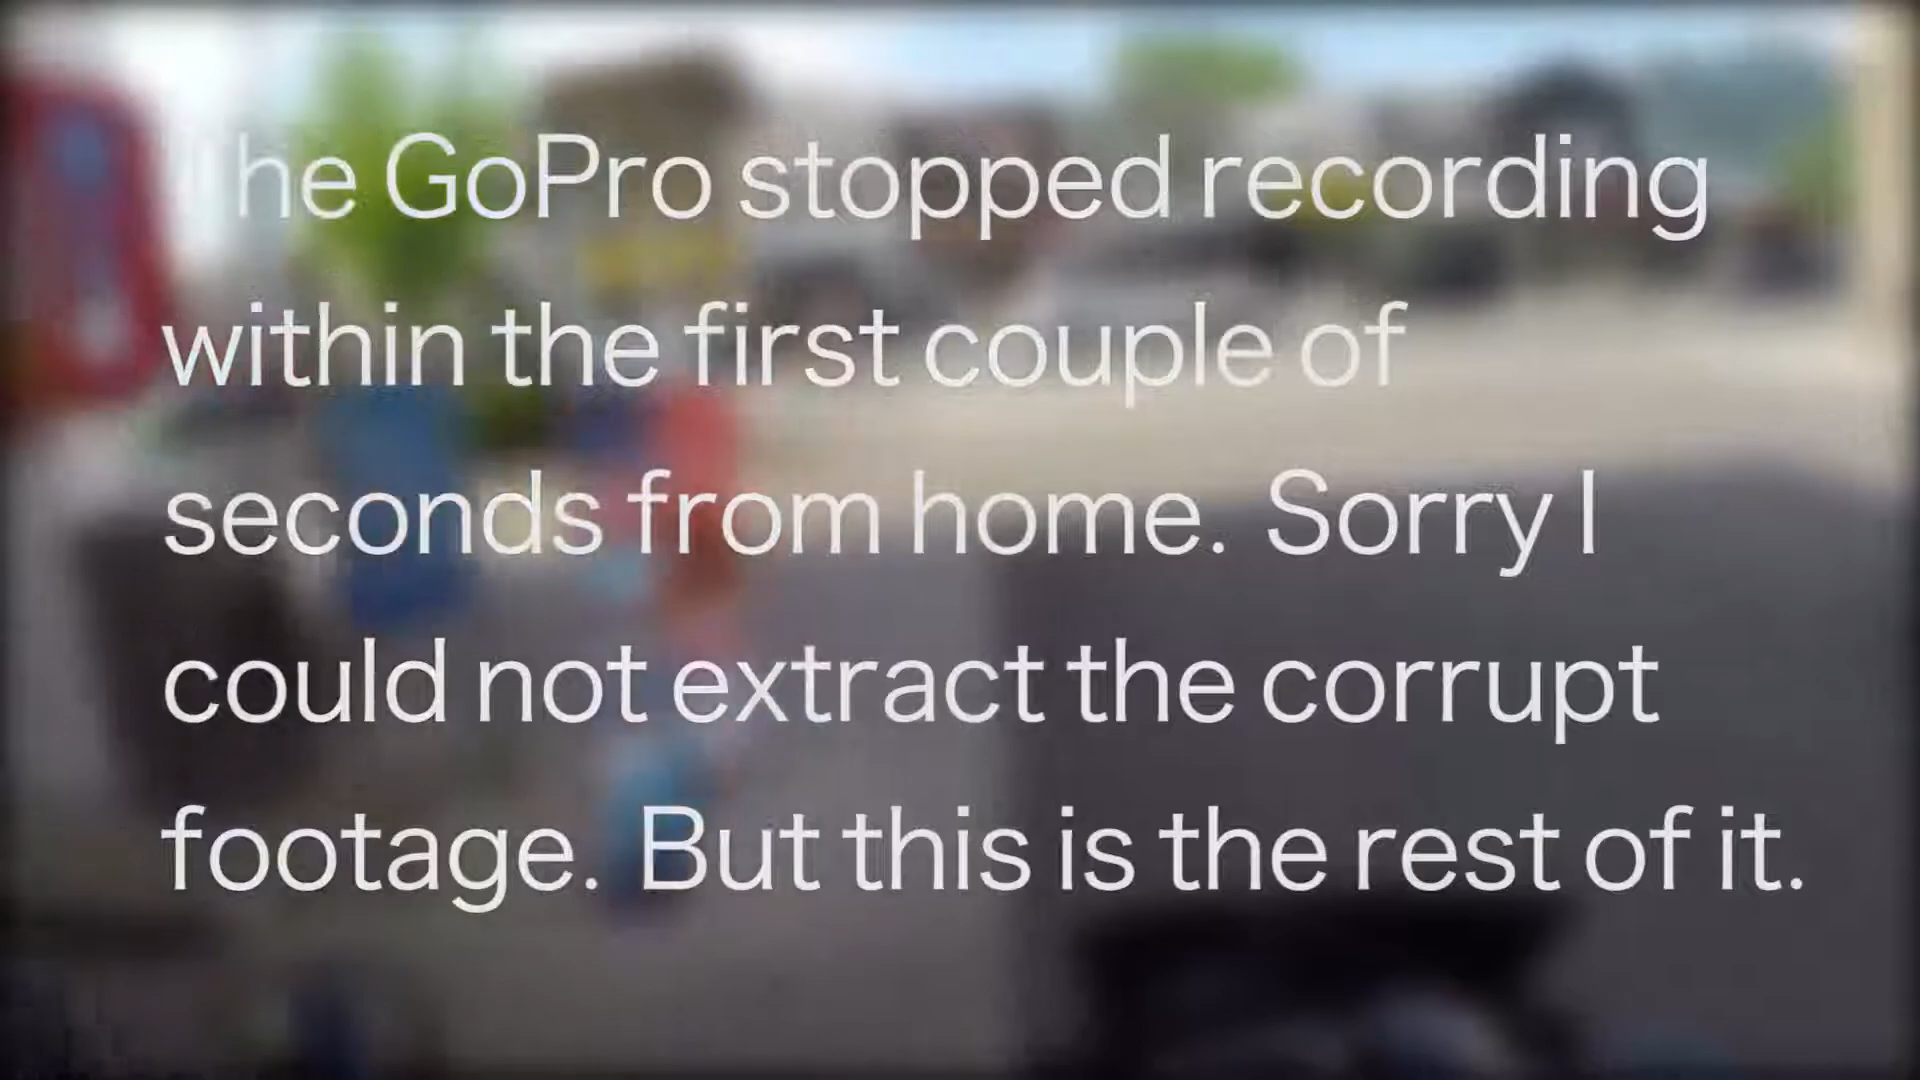 The GoPro stopped recording
within the first couple of
seconds from home. Sorry I
could not extract the corrupt
footage. But this is the rest of it.